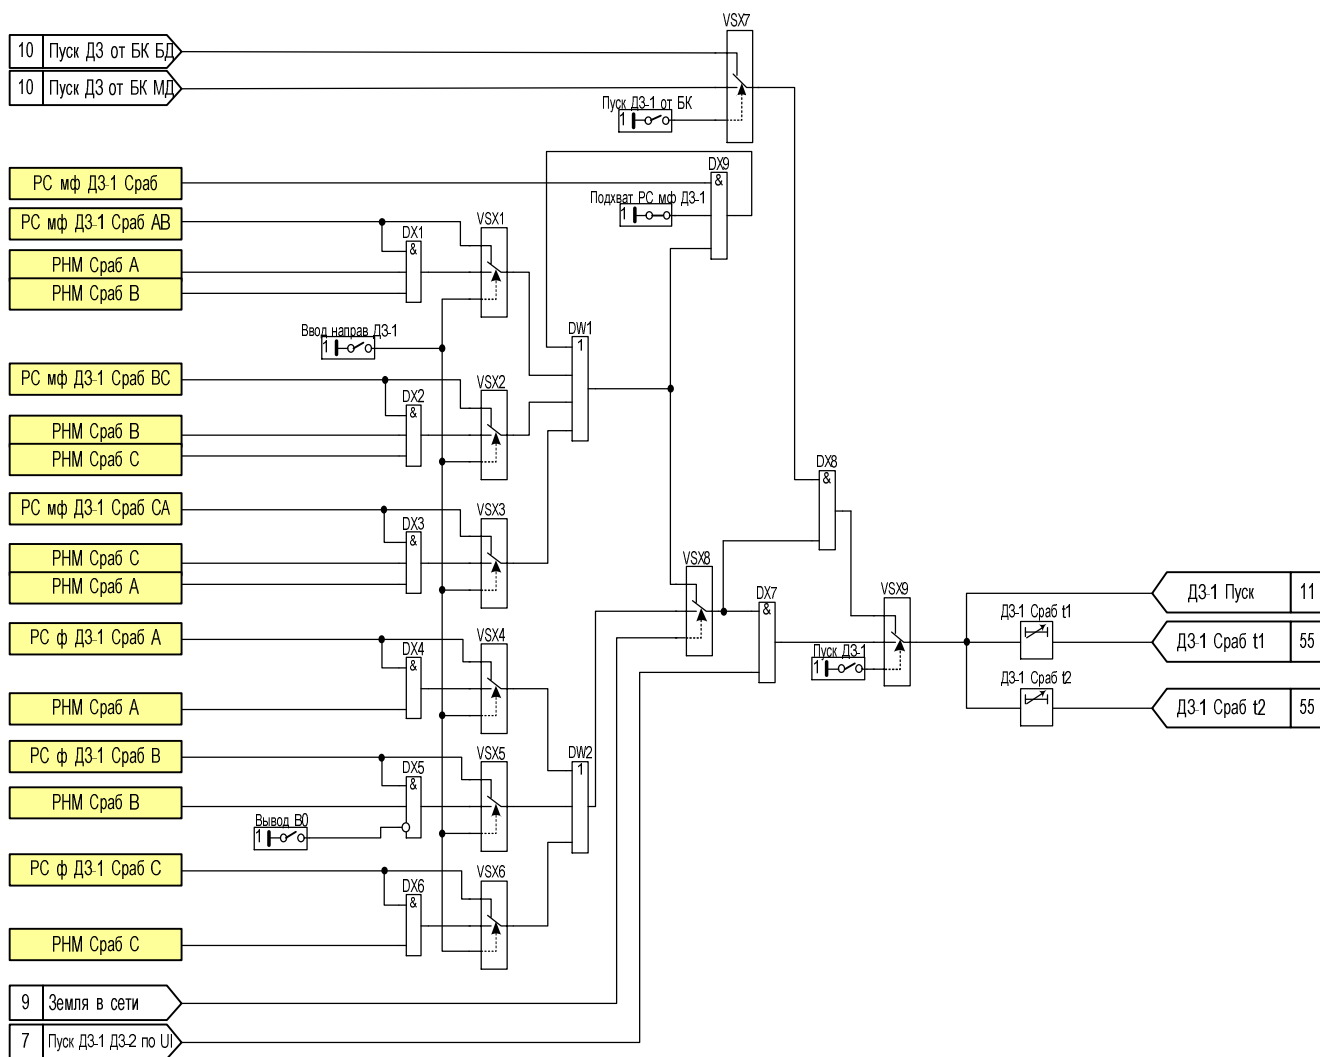 VSX7
10 Пуск ДЗ от БК БД
10 Пуск ДЗ от БК МД
Пуск ДЗ-1 от БК
1
DX9
&
РС мф ДЗ-1 Сраб
Подхват РС мф ДЗ-1
1
РС мф ДЗ-1 Сраб АВ
VSX1
DX1
&
РНМ Сраб А
РНМ Сраб В
Ввод направ ДЗ-1
1
DW1
1
РС мф ДЗ-1 Сраб ВС
VSX2
DX2
&
РНМ Сраб В
РНМ Сраб С
DX8
&
РС мф ДЗ-1 Сраб СА
VSX3
DX3
&
РНМ Сраб С
РНМ Сраб А
VSX8
DX7
&
VSX9
ДЗ-1 Пуск 11
ДЗ-1 Сраб t1
ДЗ-1 Сраб t1 55
РС ф ДЗ-1 Сраб А
VSX4
DX4
&
Пуск ДЗ-1
1
ДЗ-1 Сраб t2
ДЗ-1 Сраб t2 55
РНМ Сраб А
РС ф ДЗ-1 Сраб В
VSX5
DW2
1
DX5
&
РНМ Сраб В
Вывод В0
1
РС ф ДЗ-1 Сраб С
VSX6
DX6
&
РНМ Сраб С
9 Земля в сети
7 Пуск ДЗ-1 ДЗ-2 по UI